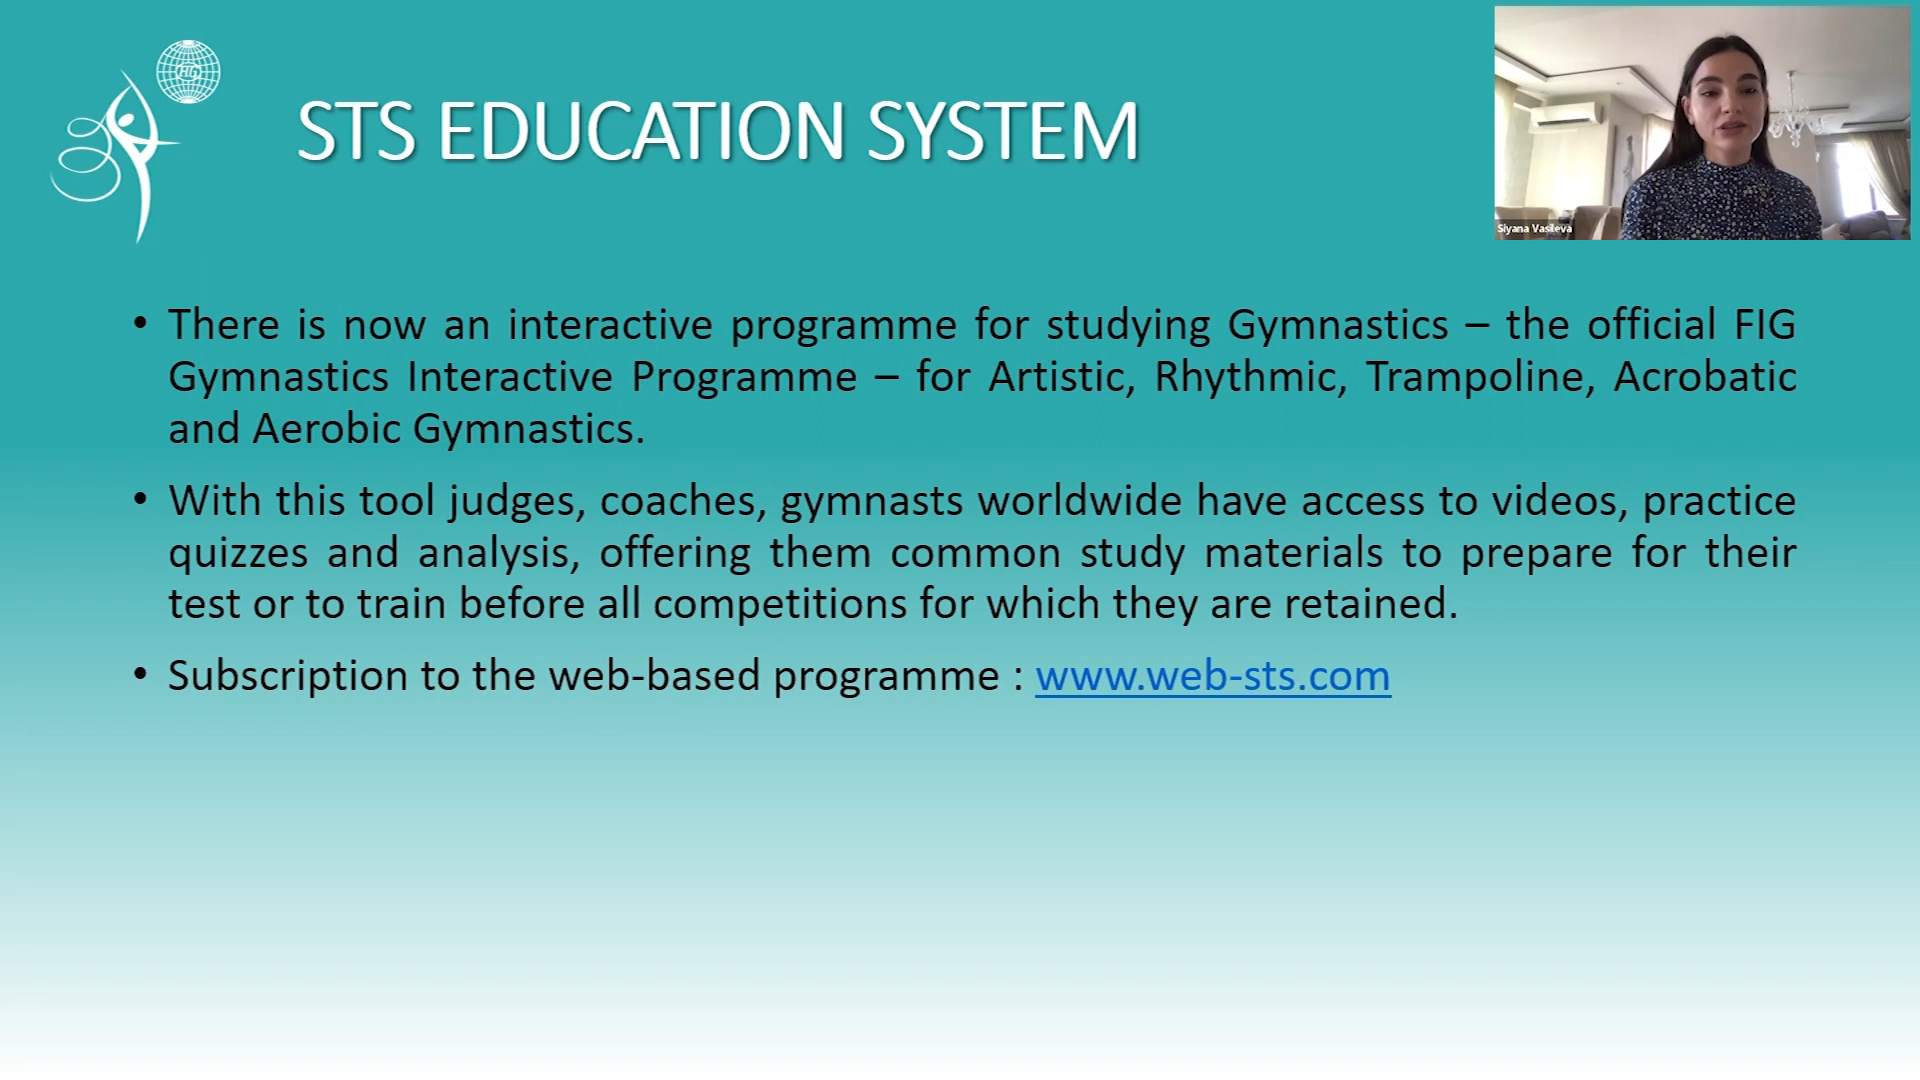 FIG
STS EDUCATION SYSTEM
Siyana Vasileva
• There is now an interactive programme for studying Gymnastics – the official FIG
Gymnastics Interactive Programme – for Artistic, Rhythmic, Trampoline, Acrobatic
and Aerobic Gymnastics.
• With this tool judges, coaches, gymnasts worldwide have access to videos, practice
quizzes and analysis, offering them common study materials to prepare for their
test or to train before all competitions for which they are retained.
• Subscription to the web-based programme : www.web-sts.com